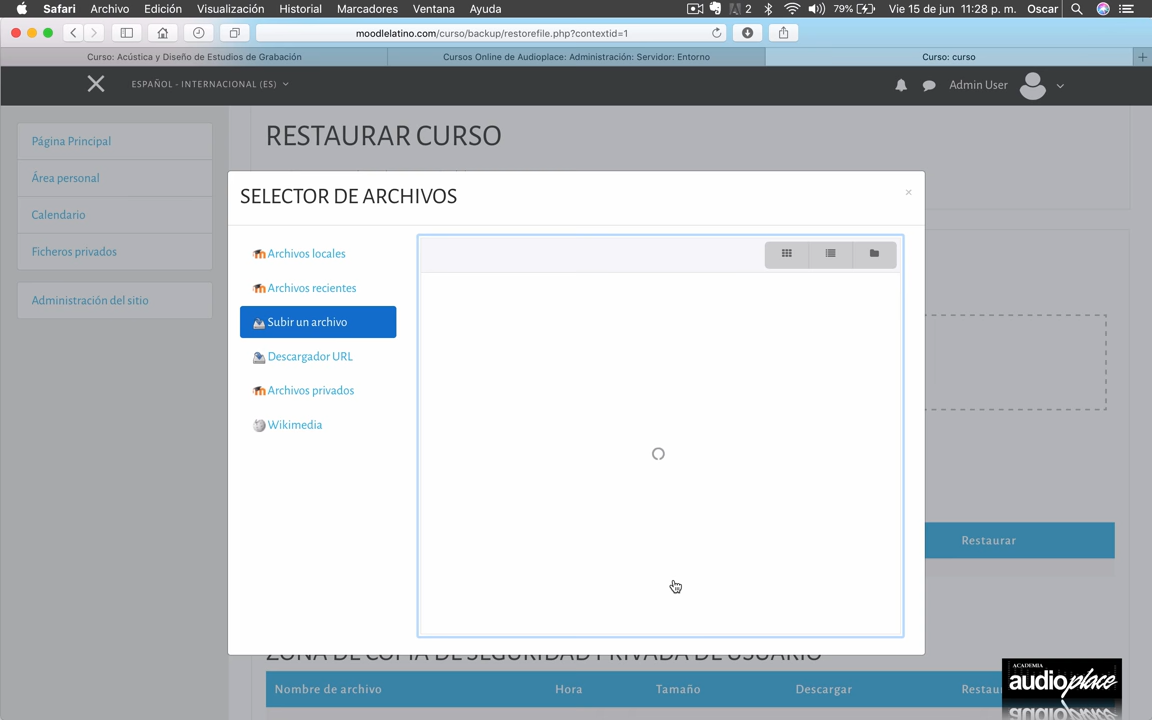 Safari Archivo Edición Visualización Historial Marcadores Ventana Ayuda 2 79% Vie 15 de jun 11:28 p. m. Oscar
moodlelatino.com/curso/backup/restorefile.php?contextid=1
Curso: Acústica y Diseño de Estudios de Grabación Cursos Online de Audioplace: Administración: Servidor: Entorno Curso: curso
ESPAÑOL - INTERNACIONAL (ES) Admin User
Página Principal
Área personal
Calendario
Ficheros privados
Administración del sitio
RESTAURAR CURSO
SELECTOR DE ARCHIVOS
Archivos locales
Archivos recientes
Subir un archivo
Descargador URL
Archivos privados
Wikimedia
Restaurar
ZONA DE COPIA DE SEGURIDAD PRIVADA DE USUARIO
Nombre de archivo Hora Tamaño Descargar Restau
ACADEMIA
audioplace